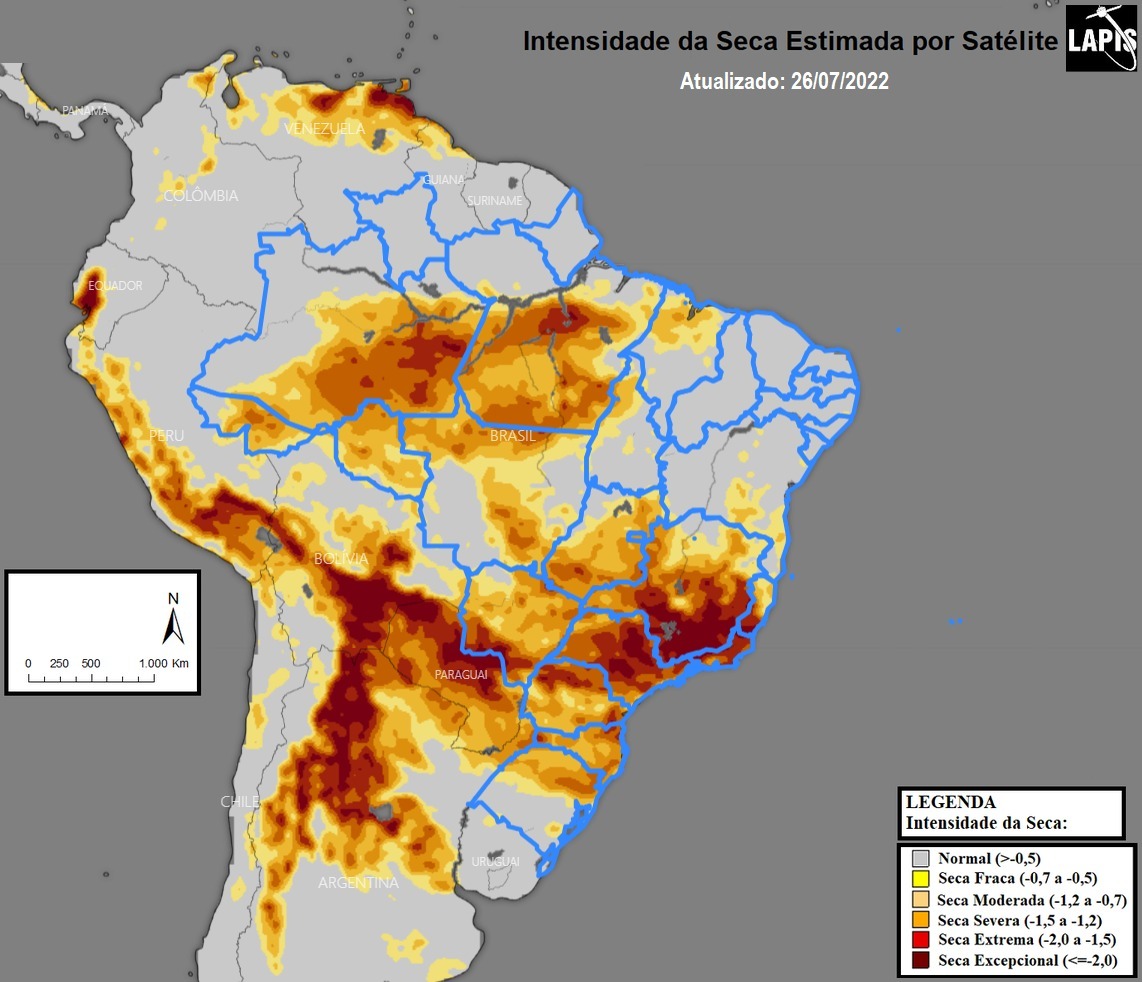 Intensidade da Seca Estimada por Satélite
LAPIS
Atualizado: 26/07/2022
PANAMÁ
VENEZUELA
GUIANA
COLÔMBIA
SURINAME
EQUADOR
PERU
BRASIL
BOLÍVIA
N
0 250 500 1.000 Km
PARAGUAI
CHILE
URUGUAI
ARGENTINA
LEGENDA
Intensidade da Seca:
Normal (>-0,5)
Seca Fraca (-0,7 a -0,5)
Seca Moderada (-1,2 a -0,7)
Seca Severa (-1,5 a -1,2)
Seca Extrema (-2,0 a -1,5)
Seca Excepcional (<=-2,0)